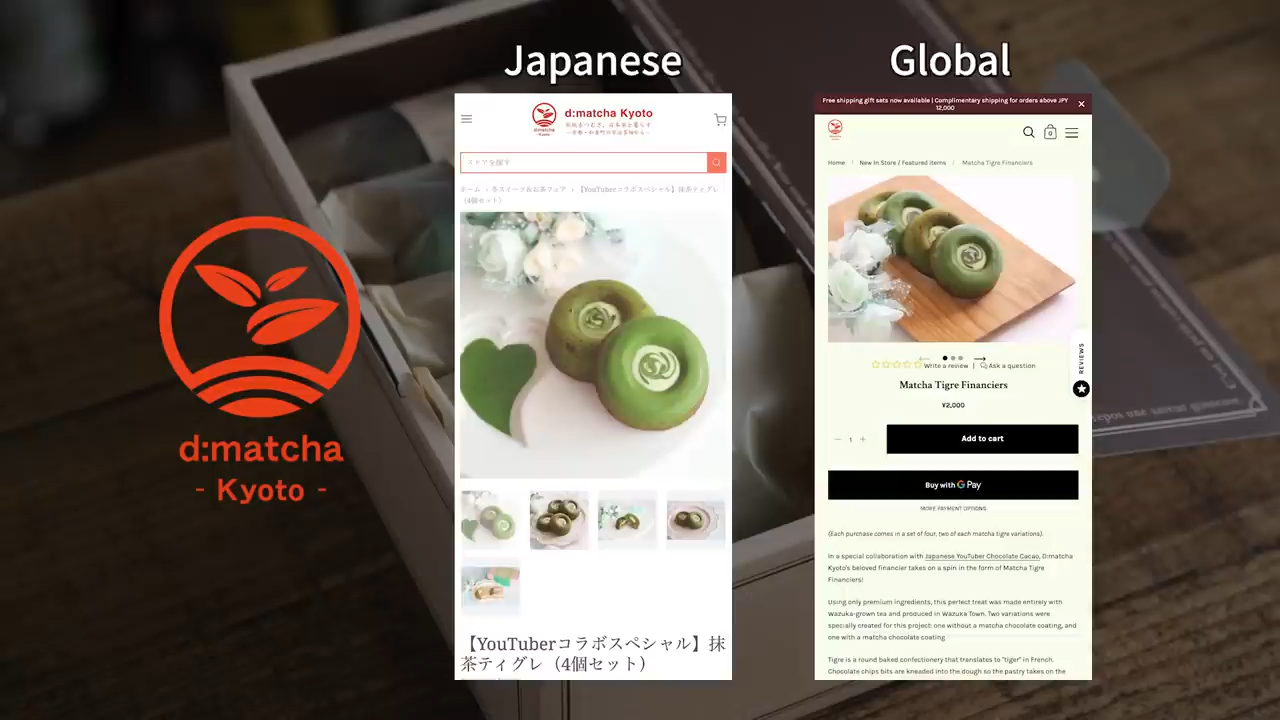 Japanese
Global
d:matcha
- Kyoto -
d:matcha Kyoto
d:matcha
Kyoto
ストアを探す
ホーム › 冬スイーツ&お茶フェア › 【YouTuberコラボスペシャル】抹茶ティグレ
（4個セット）
【YouTuberコラボスペシャル】抹
茶ティグレ（4個セット）
Free shipping gift sets now available | Complimentary shipping for orders above JPY
12,000
0
Home / New In Store / Featured items / Matcha Tigre Financiers
REVIEWS
Write a review | Ask a question
Matcha Tigre Financiers
¥2,000
1
Add to cart
Buy with G Pay
MORE PAYMENT OPTIONS
(Each purchase comes in a set of four, two of each matcha tigre variations).
In a special collaboration with Japanese YouTuber Chocolate Cacao, D:matcha
Kyoto's beloved financier takes on a spin in the form of Matcha Tigre
Financiers!
Using only premium ingredients, this perfect treat was made entirely with
Wazuka-grown tea and produced in Wazuka Town. Two variations were
specially created for this project: one without a matcha chocolate coating, and
one with a matcha chocolate coating
Tigre is a round baked confectionery that translates to "tiger" in French.
Chocolate chips bits are kneaded into the dough so the pastry takes on the